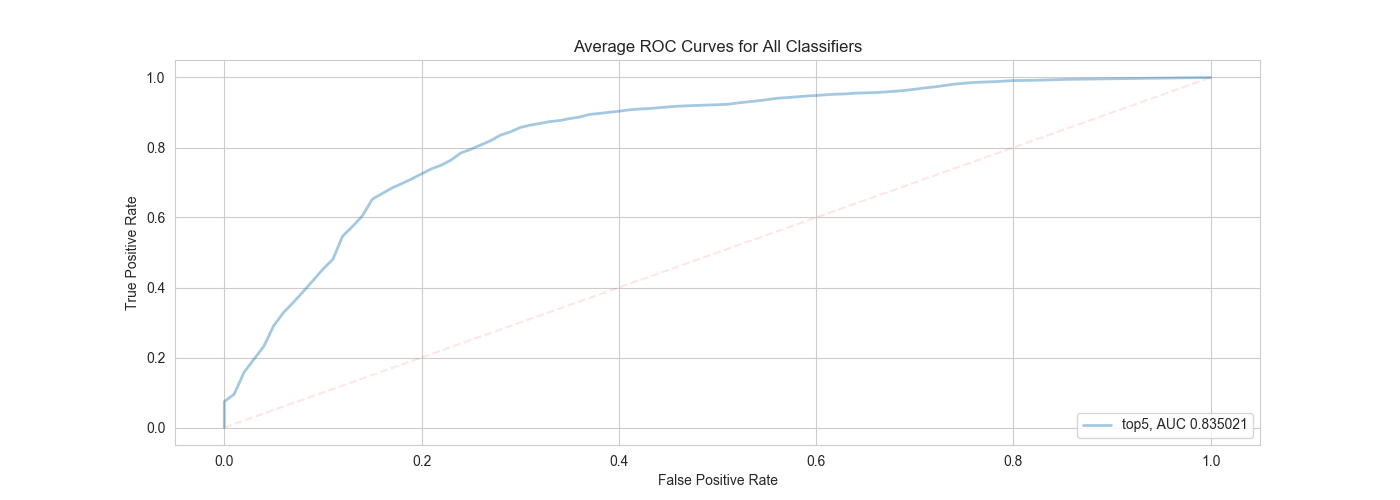 Average ROC Curves for All Classifiers
True Positive Rate
1.0
0.8
0.6
0.4
0.2
0.0
top5, AUC 0.835021
0.0 0.2 0.4 0.6 0.8 1.0
False Positive Rate